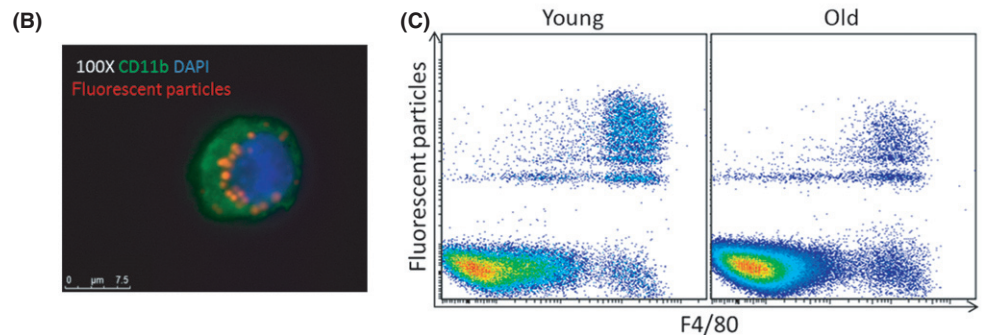 (B)
100X CD11b DAPI
Fluorescent particles
0 μm 7.5
(C)
Young
Old
Fluorescent particles
F4/80